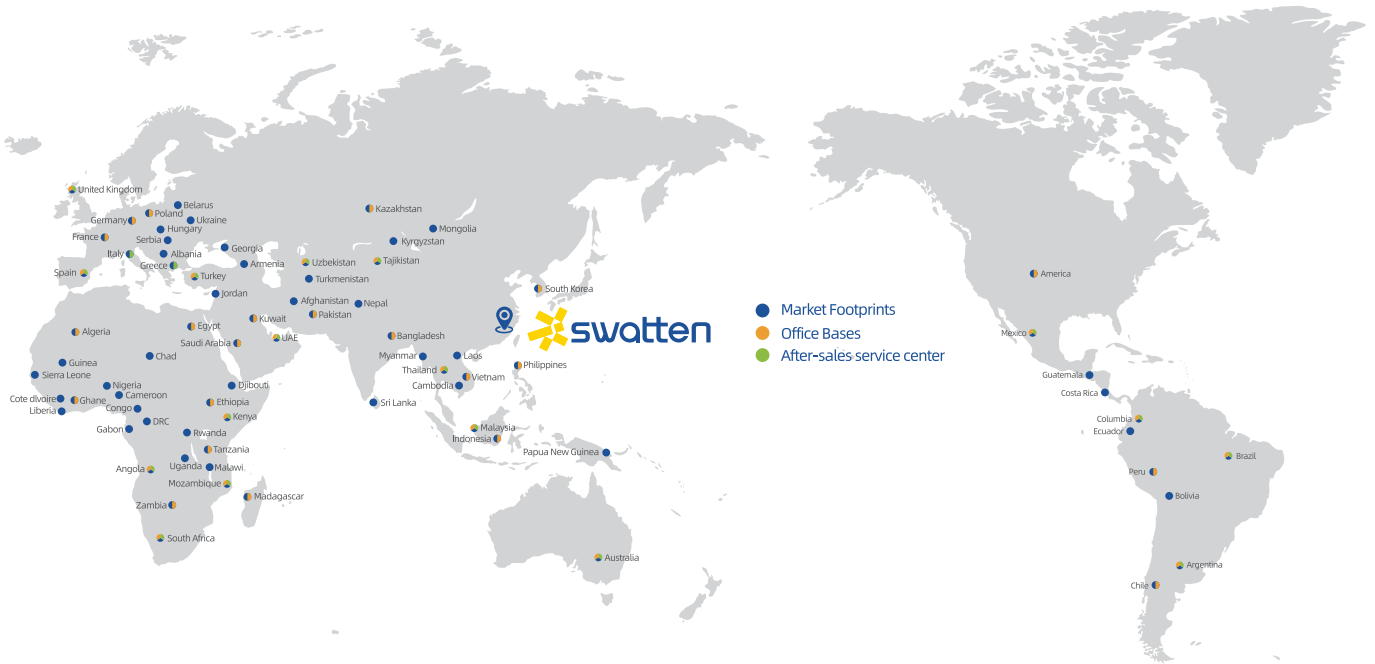 United Kingdom
Belarus
Poland
Germany
Ukraine
Hungary
France
Serbia
Italy
Albania
Greece
Spain
Turkey
Georgia
Armenia
Jordan
Kazakhstan
Mongolia
Kyrgyzstan
Uzbekistan
Tajikistan
Turkmenistan
Afghanistan
Nepal
Pakistan
South Korea
swatten
Kuwait
Egypt
Algeria
Saudi Arabia
UAE
Bangladesh
Myanmar
Laos
Thailand
Vietnam
Cambodia
Philippines
Sri Lanka
Chad
Guinea
Sierra Leone
Nigeria
Djibouti
Cameroon
Cote dlvoire
Ghane
Ethiopia
Congo
Liberia
Kenya
DRC
Gabon
Rwanda
Tanzania
Uganda
Malawi
Angola
Mozambique
Madagascar
Zambia
South Africa
Malaysia
Indonesia
Papua New Guinea
Australia
Market Footprints
Office Bases
After-sales service center
America
Mexico
Guatemala
Costa Rica
Columbia
Ecuador
Brazil
Peru
Bolivia
Argentina
Chile